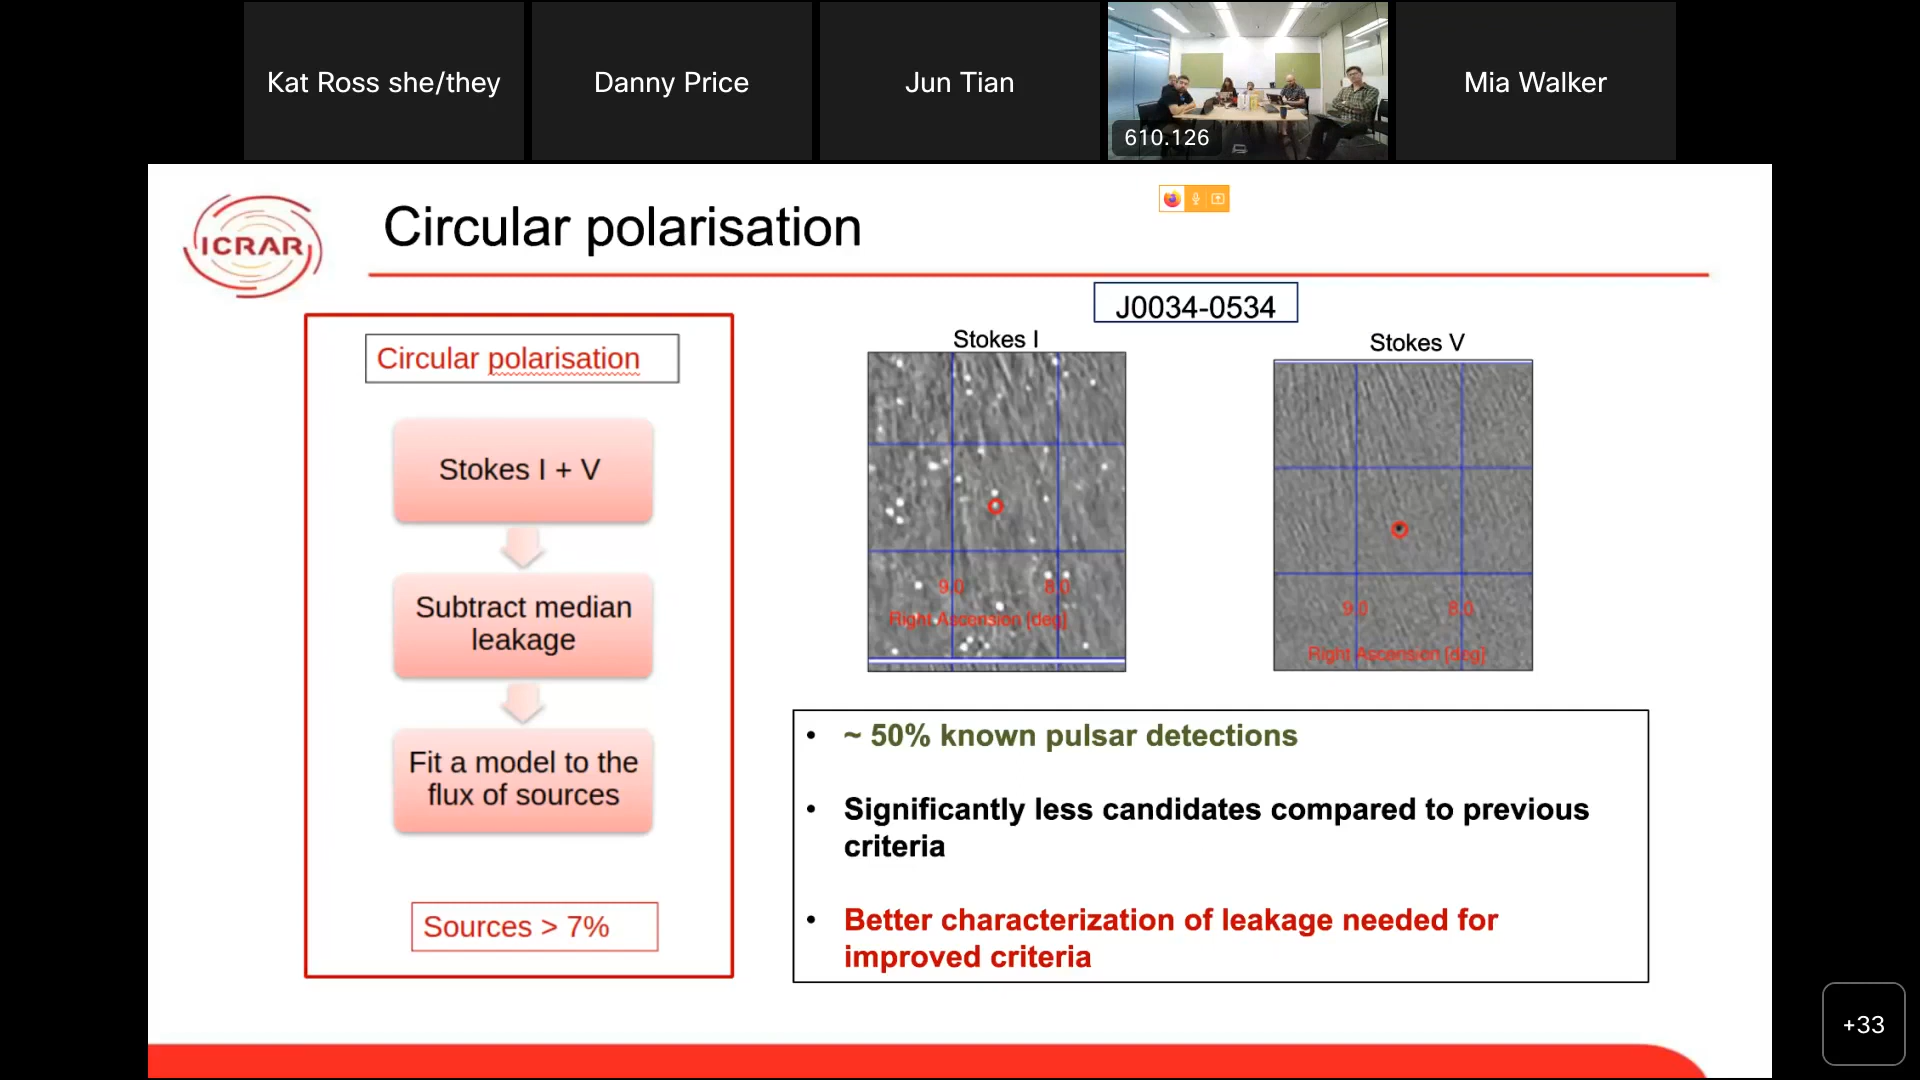 Kat Ross she/they
Danny Price
Jun Tian
610.126
Mia Walker
ICRAR
Circular polarisation
J0034-0534
Circular polarisation
Stokes I + V
Subtract median
leakage
Fit a model to the
flux of sources
Sources > 7%
Stokes I
9.0
8.0
Right Ascension [deg]
Stokes V
9.0
8.0
Right Ascension [deg]
• ~ 50% known pulsar detections
• Significantly less candidates compared to previous
criteria
• Better characterization of leakage needed for
improved criteria
+33